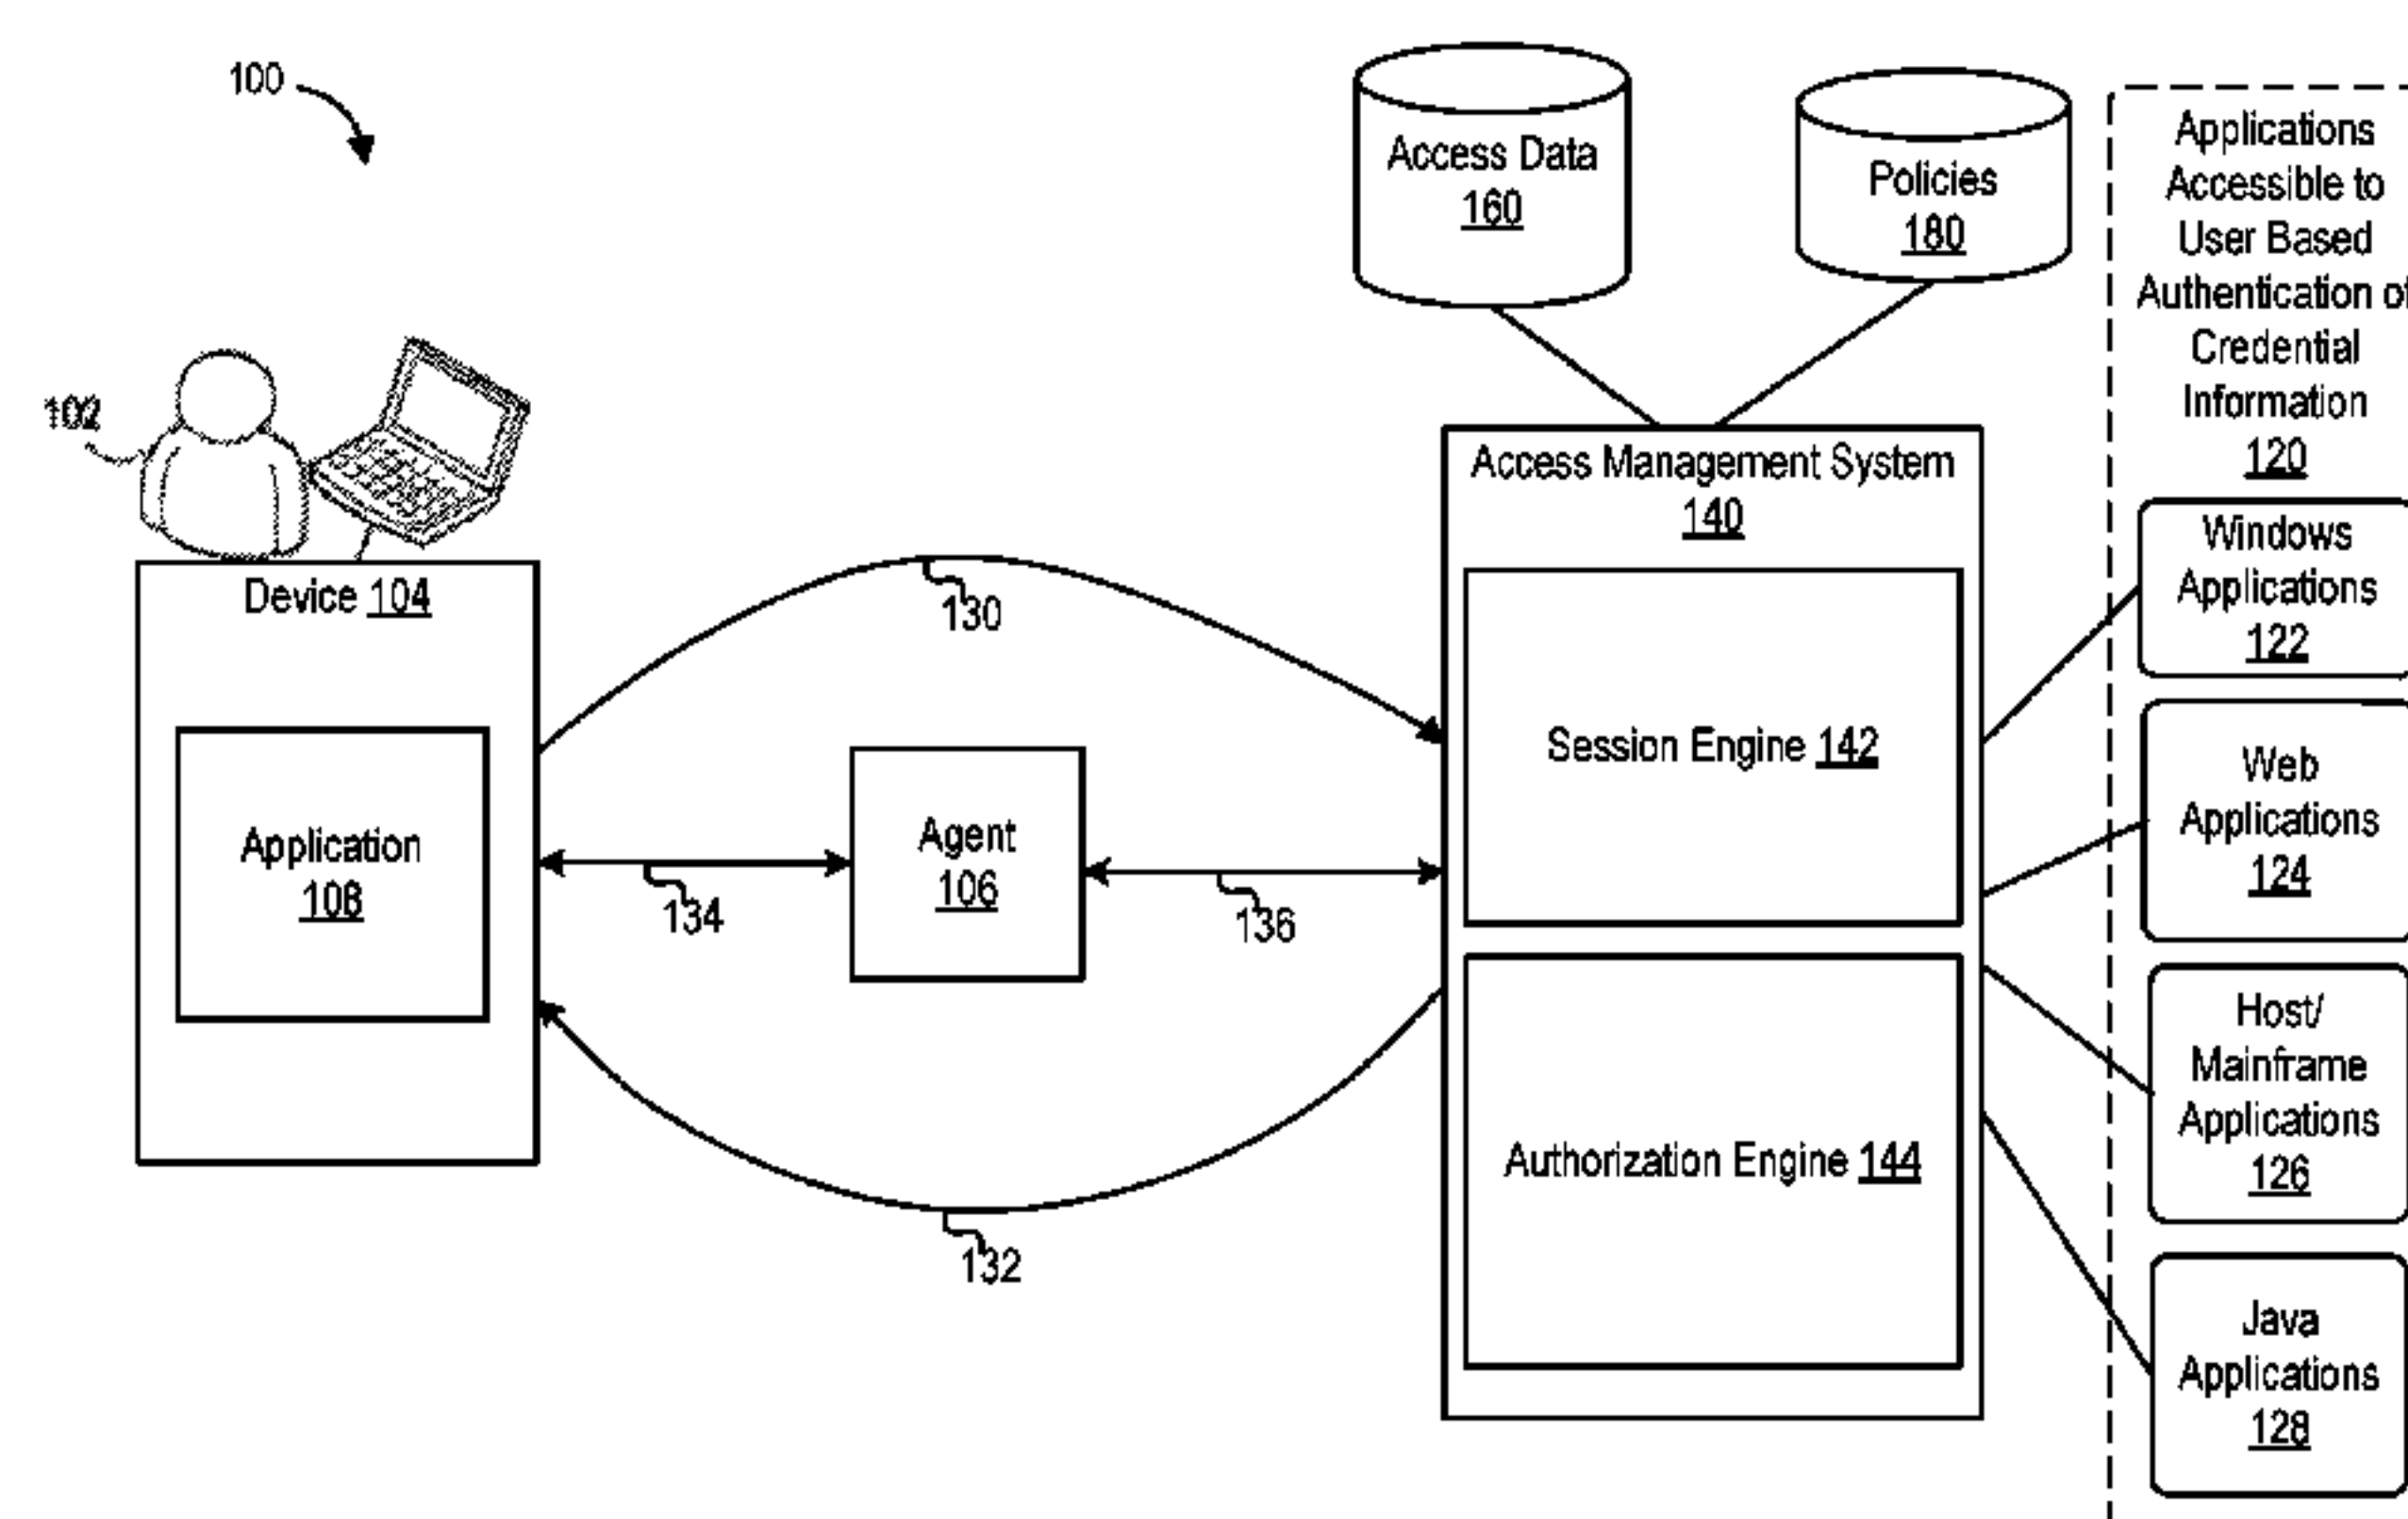 100
102
Device 104
Application
108
130
134
Agent
106
136
132
Access Data
160
Policies
180
Access Management System
140
Session Engine 142
Authorization Engine 144
Applications
Accessible to
User Based
Authentication of
Credential
Information
120
Windows
Applications
122
Web
Applications
124
Host/
Mainframe
Applications
126
Java
Applications
128